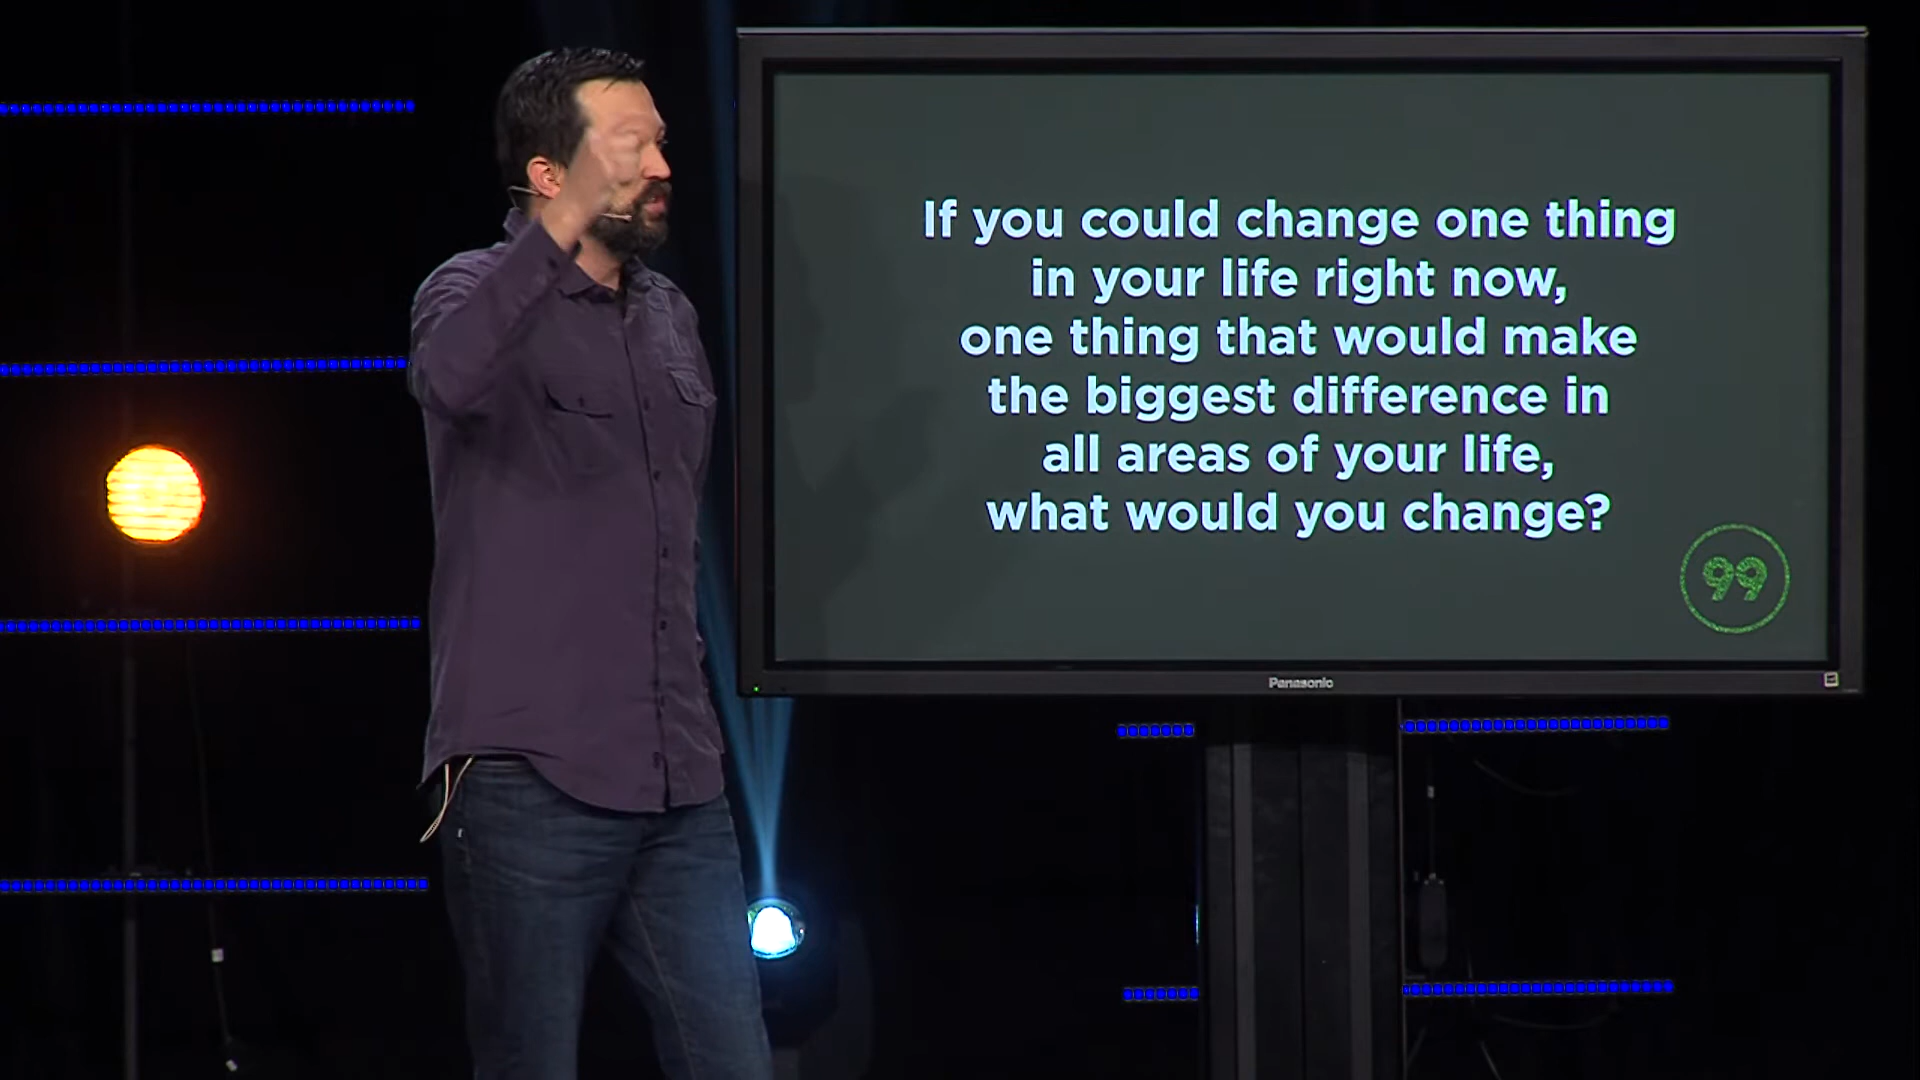 If you could change one thing
in your life right now,
one thing that would make
the biggest difference in
all areas of your life,
what would you change?
99
Panasonic